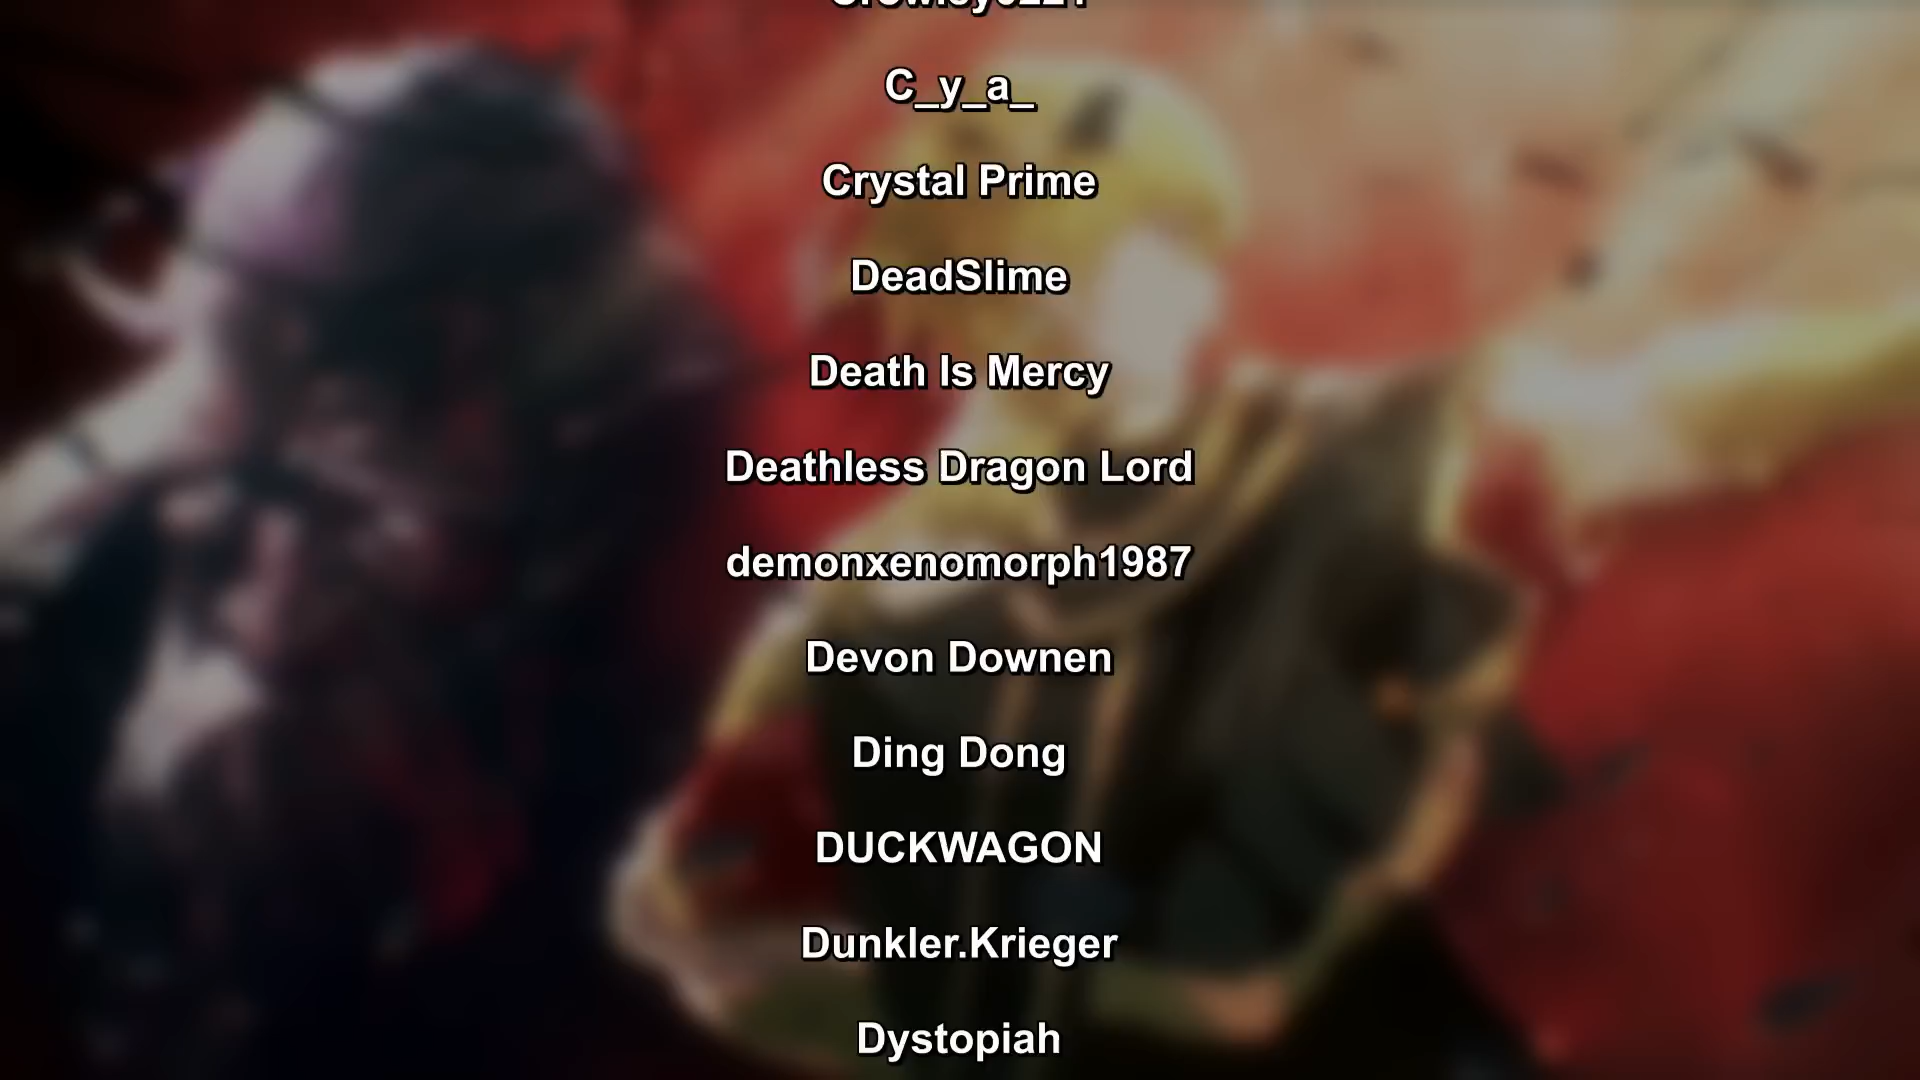 C_y_a_
Crystal Prime
DeadSlime
Death Is Mercy
Deathless Dragon Lord
demonxenomorph1987
Devon Downen
Ding Dong
DUCKWAGON
Dunkler.Krieger
Dystopiah